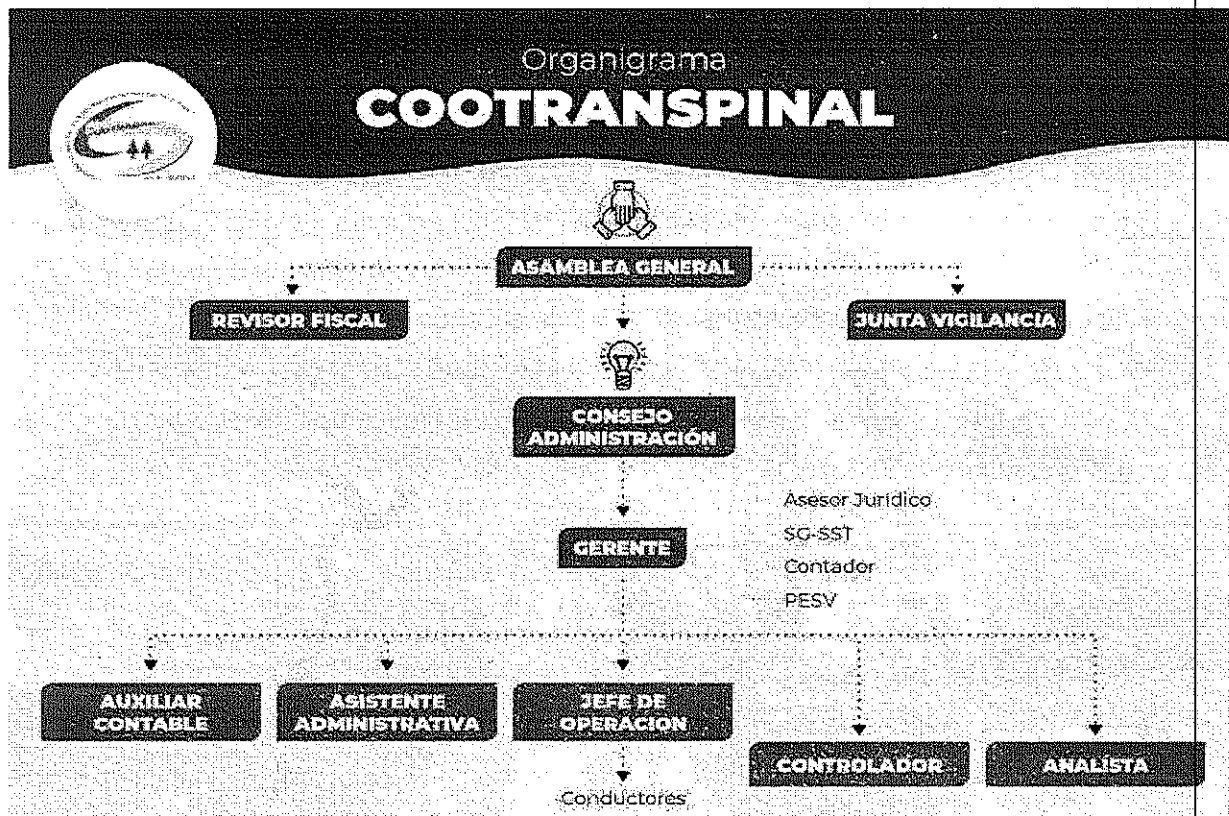 Organigrama
COOTRANSPINAL
ASAMBLEA GENERAL
REVISOR FISCAL
JUNTA VIGILANCIA
CONSEJO
ADMINISTRACIÓN
GERENTE
Asesor Jurídico
SG-SST
Contador
PESV
AUXILIAR
CONTABLE
ASISTENTE
ADMINISTRATIVA
JEFE DE
OPERACION
CONTROLADOR
ANALISTA
Conductores